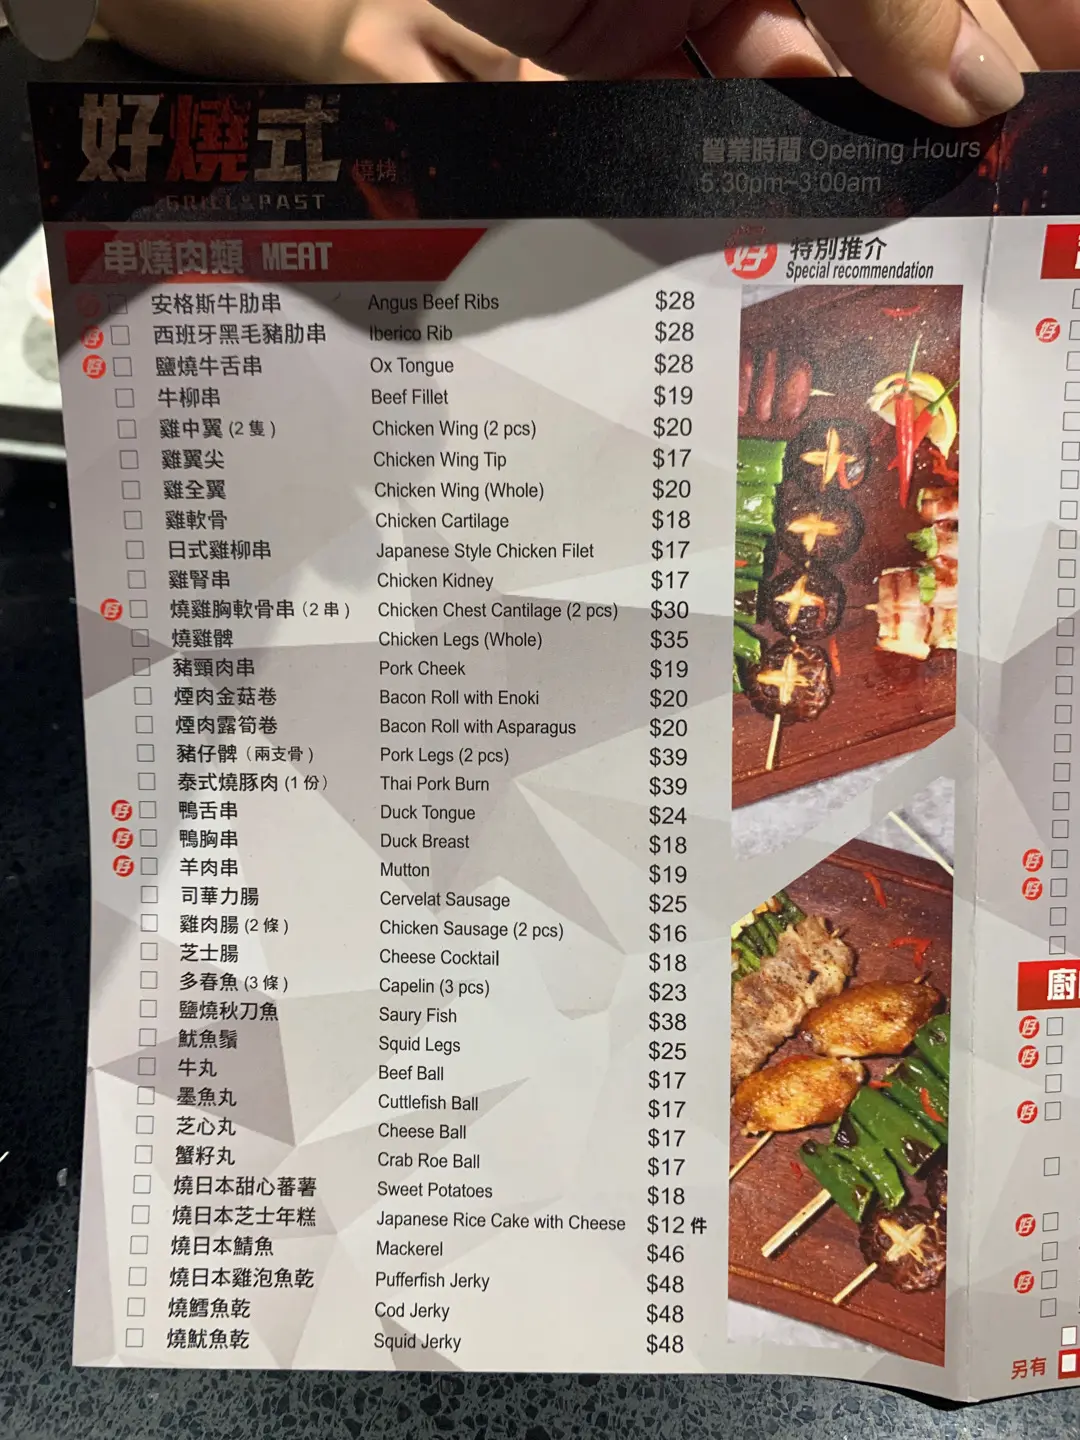 好燒式 燒烤
GRILL&PAST
營業時間 Opening Hours
5.30pm~3:00am
串燒肉類 MEAT
好 特別推介
Special recommendation
好 安格斯牛肋串 Angus Beef Ribs $28
好 西班牙黑毛豬肋串 Iberico Rib $28
好 鹽燒牛舌串 Ox Tongue $28
牛柳串 Beef Fillet $19
雞中翼 (2 隻) Chicken Wing (2 pcs) $20
雞翼尖 Chicken Wing Tip $17
雞全翼 Chicken Wing (Whole) $20
雞軟骨 Chicken Cartilage $18
日式雞柳串 Japanese Style Chicken Filet $17
雞腎串 Chicken Kidney $17
好 燒雞胸軟骨串 (2 串) Chicken Chest Cantilage (2 pcs) $30
燒雞髀 Chicken Legs (Whole) $35
豬頸肉串 Pork Cheek $19
煙肉金菇卷 Bacon Roll with Enoki $20
煙肉露筍卷 Bacon Roll with Asparagus $20
豬仔髀 (兩支骨) Pork Legs (2 pcs) $39
泰式燒豚肉 (1 份) Thai Pork Burn $39
好 鴨舌串 Duck Tongue $24
好 鴨胸串 Duck Breast $18
好 羊肉串 Mutton $19
司華力腸 Cervelat Sausage $25
雞肉腸 (2 條) Chicken Sausage (2 pcs) $16
芝士腸 Cheese Cocktail $18
多春魚 (3 條) Capelin (3 pcs) $23
鹽燒秋刀魚 Saury Fish $38
魷魚鬚 Squid Legs $25
牛丸 Beef Ball $17
墨魚丸 Cuttlefish Ball $17
芝心丸 Cheese Ball $17
蟹籽丸 Crab Roe Ball $17
燒日本甜心蕃薯 Sweet Potatoes $18
燒日本芝士年糕 Japanese Rice Cake with Cheese $12 件
燒日本鯖魚 Mackerel $46
燒日本雞泡魚乾 Pufferfish Jerky $48
燒鱈魚乾 Cod Jerky $48
燒魷魚乾 Squid Jerky $48
好
好
好
廚
好
好
好
好
好
另有